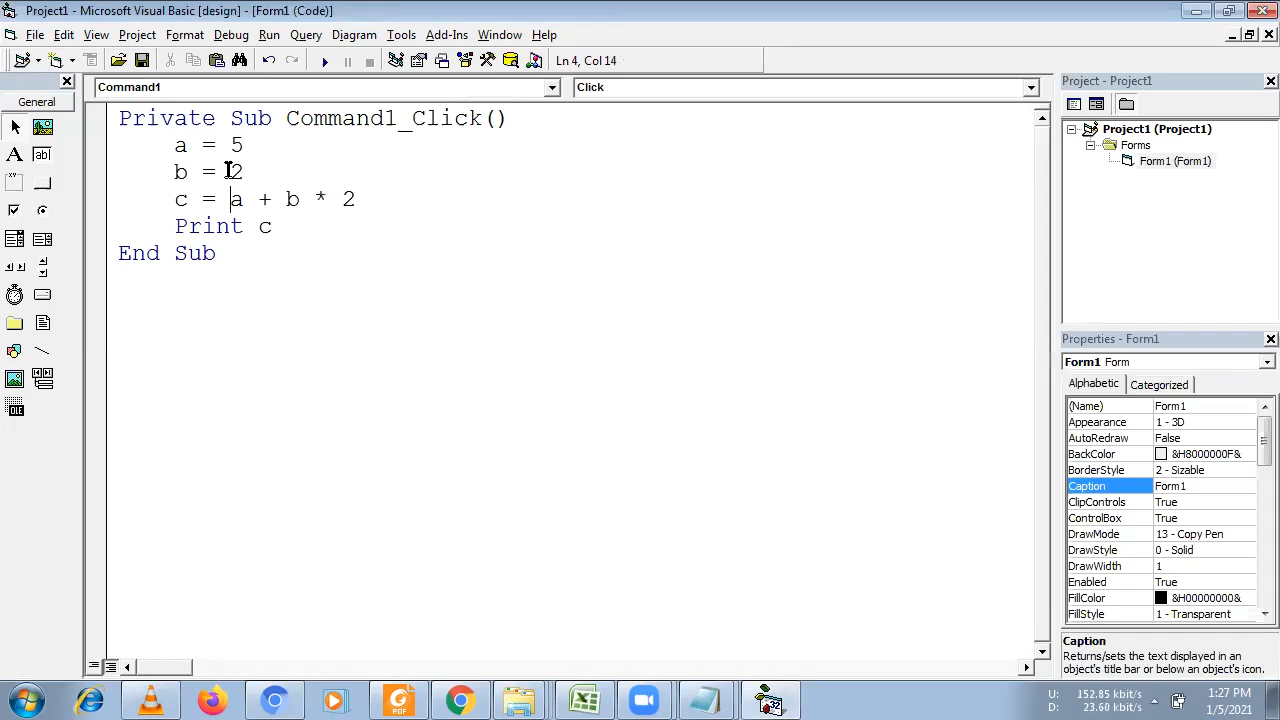 Project1 - Microsoft Visual Basic [design] - [Form1 (Code)]
File Edit View Project Format Debug Run Query Diagram Tools Add-Ins Window Help
Ln 4, Col 14
General
Command1
Click
Private Sub Command1_Click()
a = 5
b = 2
c = a + b * 2
Print c
End Sub
Project - Project1
Project1 (Project1)
Forms
Form1 (Form1)
Properties - Form1
Form1 Form
Alphabetic Categorized
(Name) Form1
Appearance 1 - 3D
AutoRedraw False
BackColor &H8000000F&
BorderStyle 2 - Sizable
Caption Form1
ClipControls True
ControlBox True
DrawMode 13 - Copy Pen
DrawStyle 0 - Solid
DrawWidth 1
Enabled True
FillColor &H00000000&
FillStyle 1 - Transparent
Caption
Returns/sets the text displayed in an
object's title bar or below an object's icon.
OLE
PDF
32
U: 152.85 kbit/s
D: 23.60 kbit/s
1:27 PM
1/5/2021